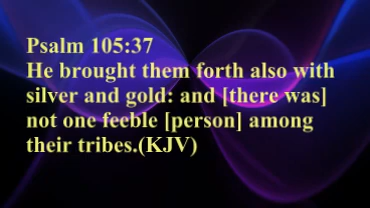 Psalm 105:37
He brought them forth also with
silver and gold: and [there was]
not one feeble [person] among
their tribes.(KJV)